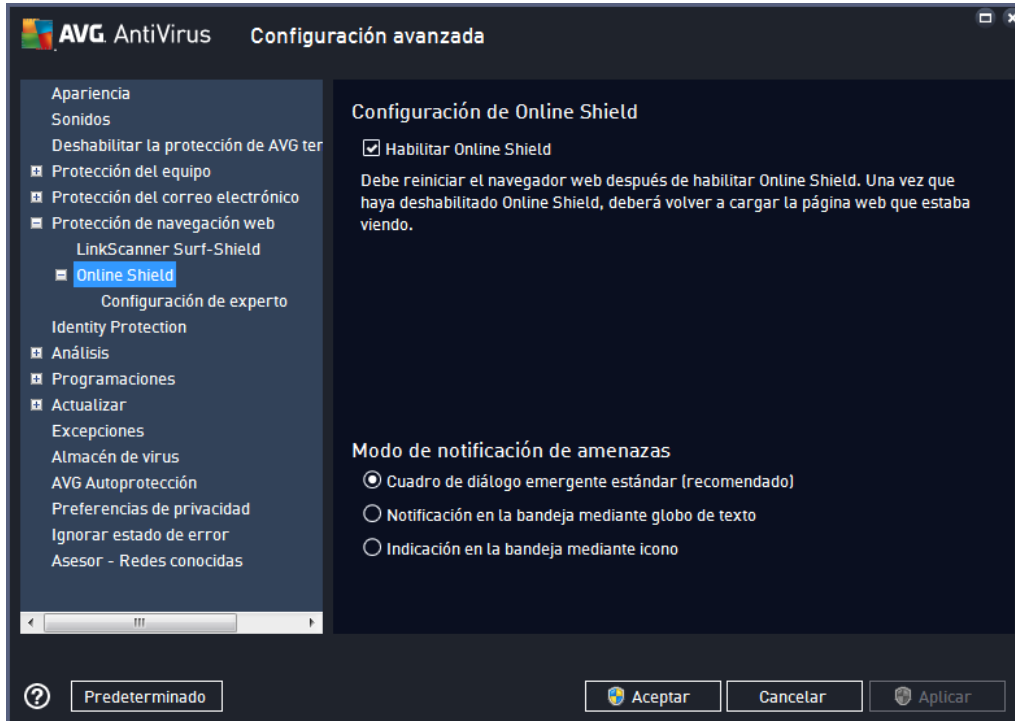 AVG. AntiVirus
Configuración avanzada
Apariencia
Sonidos
Deshabilitar la protección de AVG ter
Protección del equipo
Protección del correo electrónico
Protección de navegación web
LinkScanner Surf-Shield
Online Shield
Configuración de experto
Identity Protection
Análisis
Programaciones
Actualizar
Excepciones
Almacén de virus
AVG Autoprotección
Preferencias de privacidad
Ignorar estado de error
Asesor - Redes conocidas
Configuración de Online Shield
Habilitar Online Shield
Debe reiniciar el navegador web después de habilitar Online Shield. Una vez que
haya deshabilitado Online Shield, deberá volver a cargar la página web que estaba
viendo.
Modo de notificación de amenazas
Cuadro de diálogo emergente estándar (recomendado)
Notificación en la bandeja mediante globo de texto
Indicación en la bandeja mediante icono
? Predeterminado
Aceptar
Cancelar
Aplicar